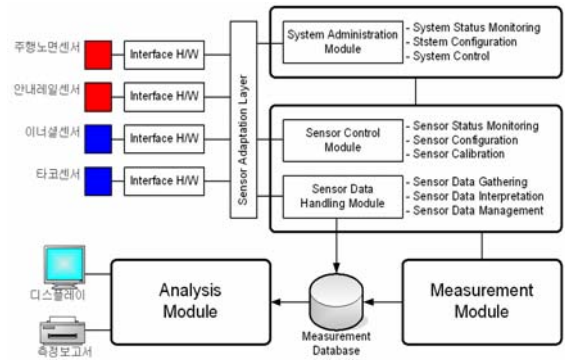 주행노면센서
Interface H/W
안내레일센서
Interface H/W
이너셜센서
Interface H/W
타코센서
Interface H/W
Sensor Adaptation Layer
System Administration
Module
- System Status Monitoring
- Ststem Configuration
- System Control
Sensor Control
Module
- Sensor Status Monitoring
- Sensor Configuration
- Sensor Calibration
Sensor Data
Handling Module
- Sensor Data Gathering
- Sensor Data Interpretation
- Sensor Data Management
디스플레이
측정보고서
Analysis
Module
Measurement
Database
Measurement
Module